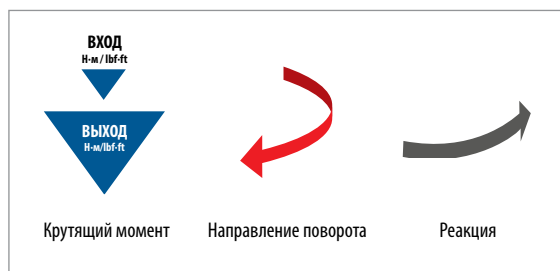 ВХОД
Н-м / lbf-ft
ВЫХОД
Н-м/lbf-ft
Крутящий момент
Направление поворота
Реакция